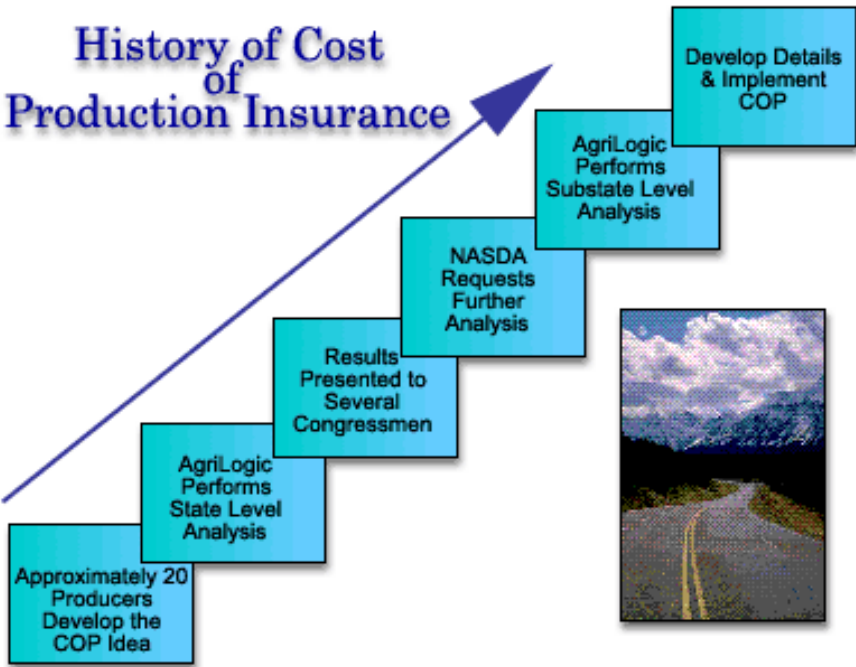 History of Cost
of
Production Insurance
Approximately 20
Producers
Develop the
COP Idea
AgriLogic
Performs
State Level
Analysis
Results
Presented to
Several
Congressmen
NASDA
Requests
Further
Analysis
AgriLogic
Performs
Substate Level
Analysis
Develop Details
& Implement
COP